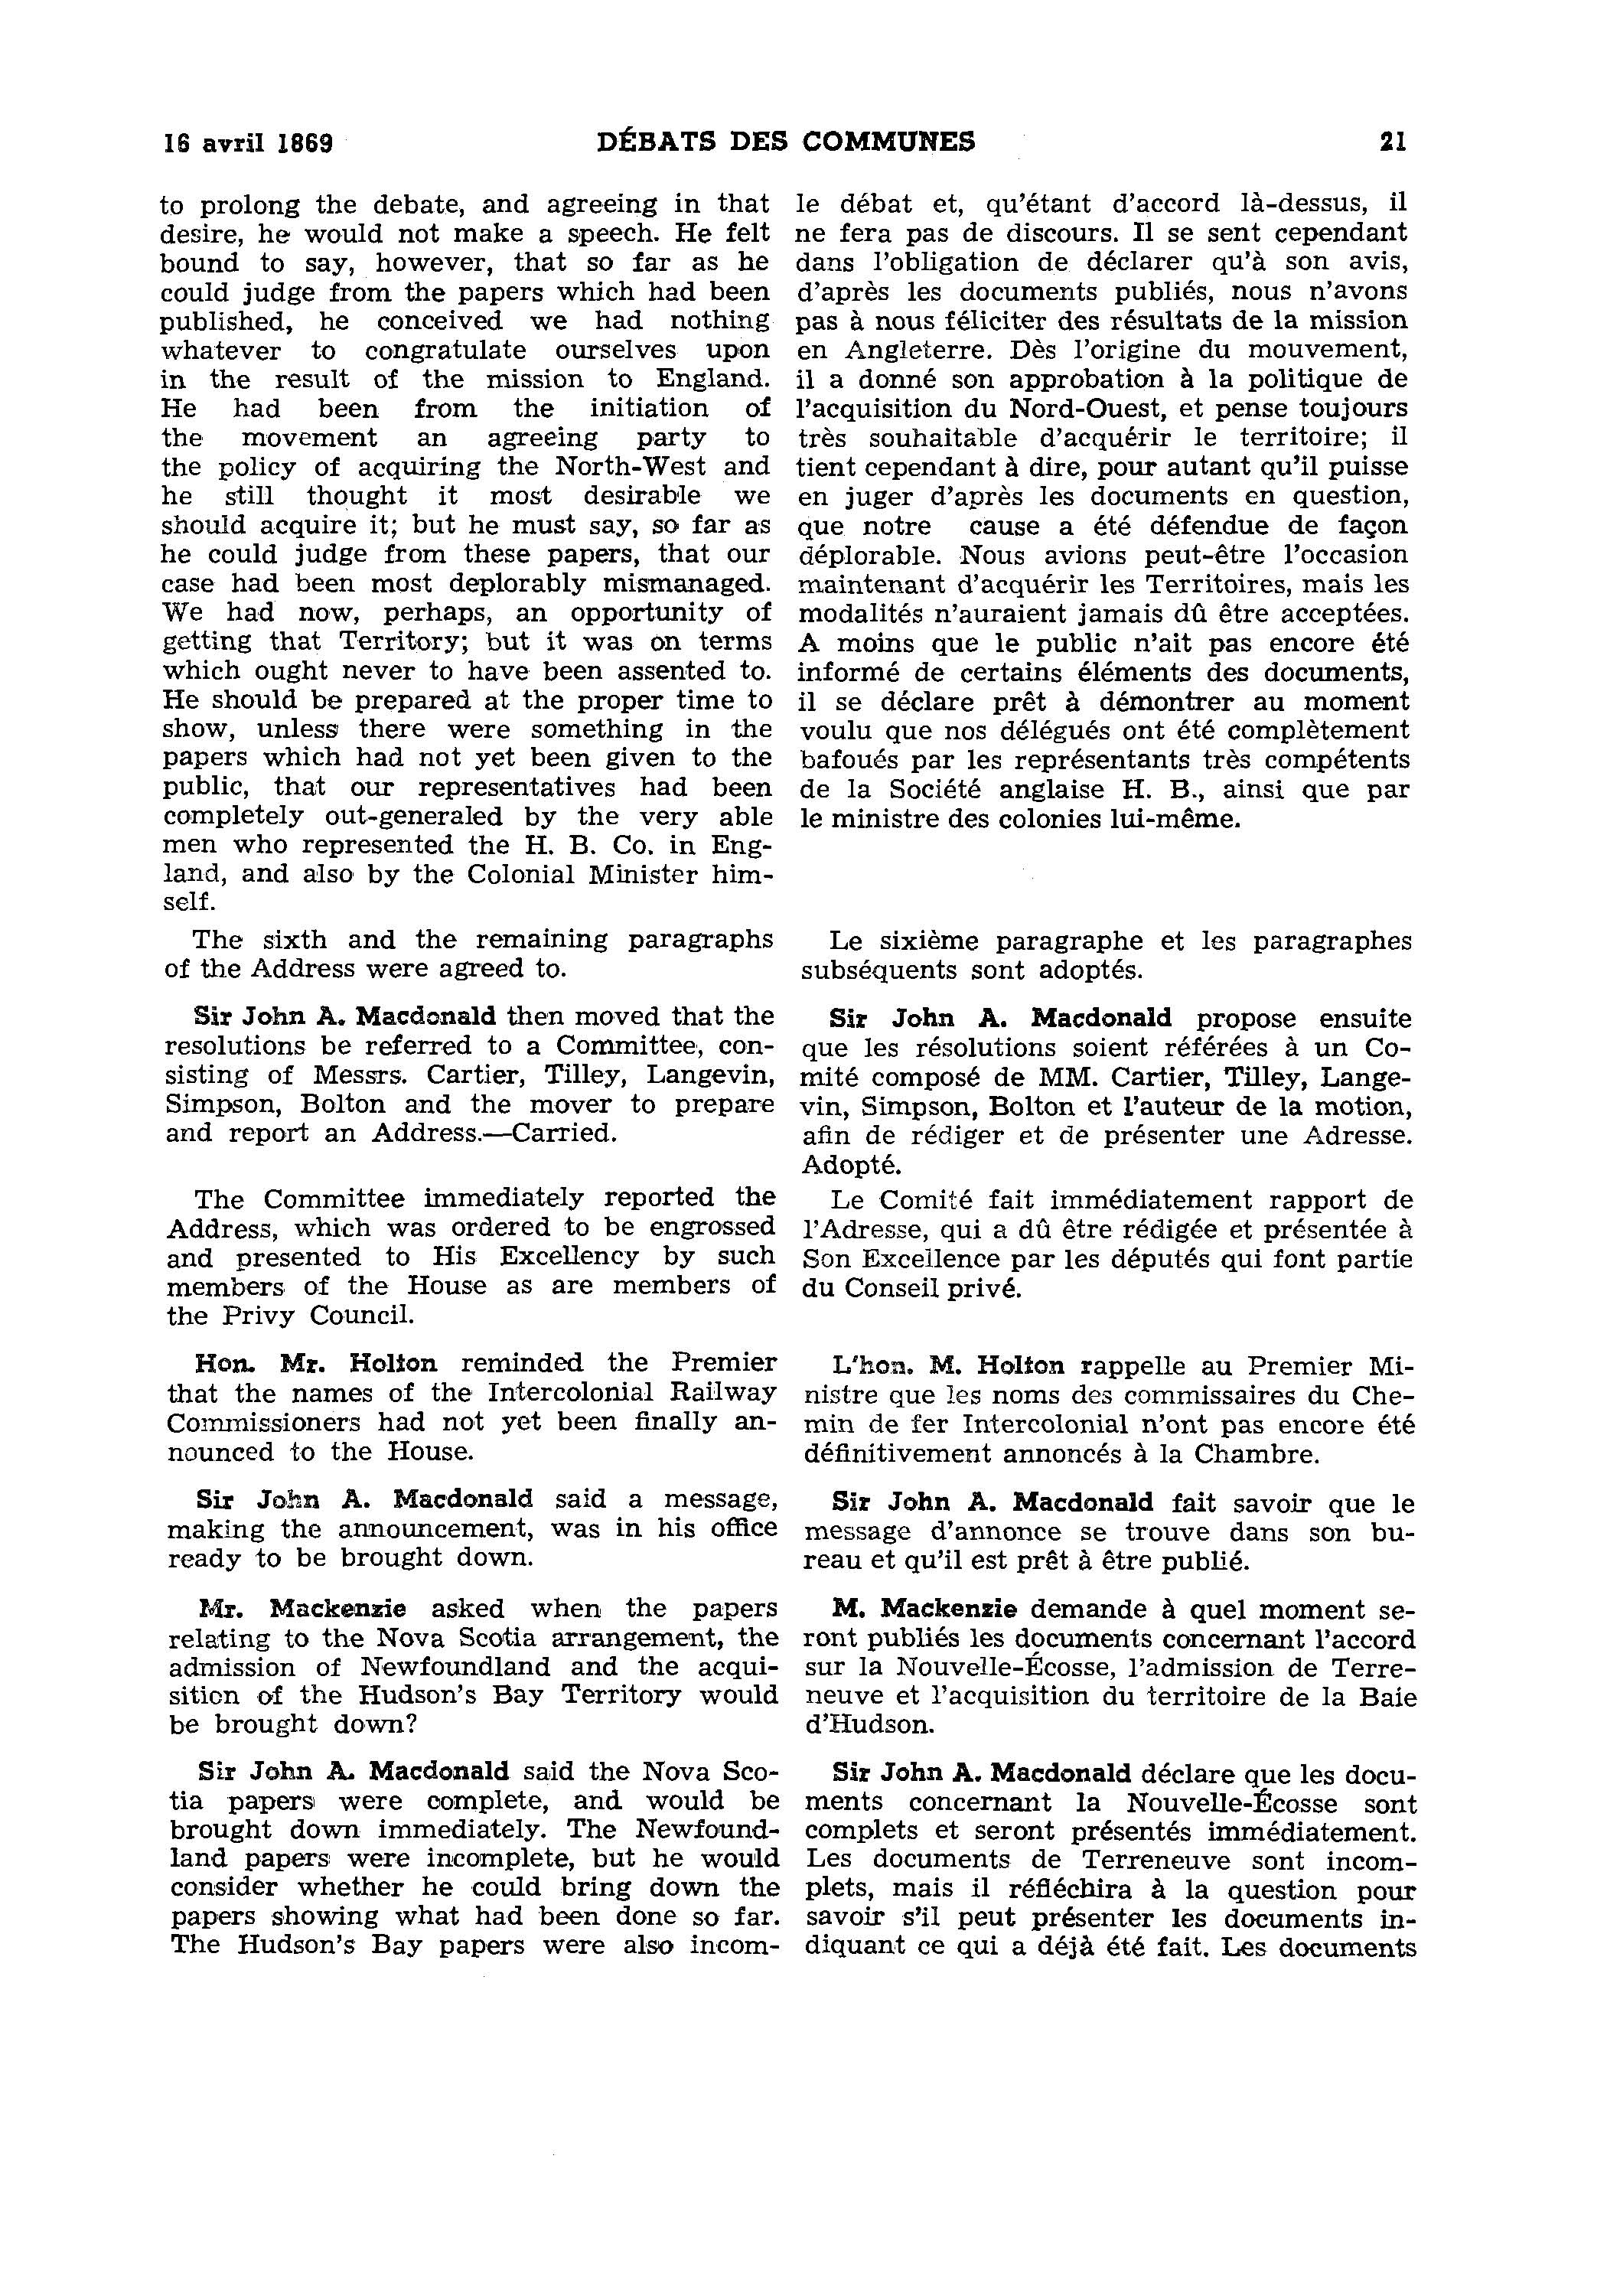 16 avril 1869
DÉBATS DES COMMUNES
21
to prolong the debate, and agreeing in that
desire, he would not make a speech. He felt
bound to say, however, that so far as he
could judge from the papers which had been
published, he conceived we had nothing
whatever to congratulate ourselves upon
in the result of the mission to England.
He had been from the initiation of
the movement an agreeing party to
the policy of acquiring the North-West and
he still thought it most desirable we
should acquire it; but he must say, so far as
he could judge from these papers, that our
case had been most deplorably mismanaged.
We had now, perhaps, an opportunity of
getting that Territory; but it was on terms
which ought never to have been assented to.
He should be prepared at the proper time to
show, unless there were something in the
papers which had not yet been given to the
public, that our representatives had been
completely out-generaled by the very able
men who represented the H. B. Co. in Eng-
land, and also by the Colonial Minister him-
self.
The sixth and the remaining paragraphs
of the Address were agreed to.
Sir John A. Macdonald then moved that the
resolutions be referred to a Committee, con-
sisting of Messrs. Cartier, Tilley, Langevin,
Simpson, Bolton and the mover to prepare
and report an Address.—Carried.
The Committee immediately reported the
Address, which was ordered to be engrossed
and presented to His Excellency by such
members of the House as are members of
the Privy Council.
Hon. Mr. Holton reminded the Premier
that the names of the Intercolonial Railway
Commissioners had not yet been finally an-
nounced to the House.
Sir John A. Macdonald said a message,
making the announcement, was in his office
ready to be brought down.
Mr. Mackenzie asked when the papers
relating to the Nova Scotia arrangement, the
admission of Newfoundland and the acqui-
sition of the Hudson's Bay Territory would
be brought down?
Sir John A. Macdonald said the Nova Sco-
tia papers were complete, and would be
brought down immediately. The Newfound-
land papers were incomplete, but he would
consider whether he could bring down the
papers showing what had been done so far.
The Hudson's Bay papers were also incom-
le débat et, qu'étant d'accord là-dessus, il
ne fera pas de discours. Il se sent cependant
dans l'obligation de déclarer qu'à son avis,
d'après les documents publiés, nous n'avons
pas à nous féliciter des résultats de la mission
en Angleterre. Dès l'origine du mouvement,
il a donné son approbation à la politique de
l'acquisition du Nord-Ouest, et pense toujours
très souhaitable d'acquérir le territoire; il
tient cependant à dire, pour autant qu'il puisse
en juger d'après les documents en question,
que notre cause a été défendue de façon
déplorable. Nous avions peut-être l'occasion
maintenant d'acquérir les Territoires, mais les
modalités n'auraient jamais dû être acceptées.
A moins que le public n'ait pas encore été
informé de certains éléments des documents,
il se déclare prêt à démontrer au moment
voulu que nos délégués ont été complètement
bafoués par les représentants très compétents
de la Société anglaise H. B., ainsi que par
le ministre des colonies lui-même.
Le sixième paragraphe et les paragraphes
subséquents sont adoptés.
Sir John A. Macdonald propose ensuite
que les résolutions soient référées à un Co-
mité composé de MM. Cartier, Tilley, Lange-
vin, Simpson, Bolton et l'auteur de la motion,
afin de rédiger et de présenter une Adresse.
Adopté.
Le Comité fait immédiatement rapport de
l'Adresse, qui a dû être rédigée et présentée à
Son Excellence par les députés qui font partie
du Conseil privé.
L'hon. M. Holton rappelle au Premier Mi-
nistre que les noms des commissaires du Che-
min de fer Intercolonial n'ont pas encore été
définitivement annoncés à la Chambre.
Sir John A. Macdonald fait savoir que le
message d'annonce se trouve dans son bu-
reau et qu'il est prêt à être publié.
M. Mackenzie demande à quel moment se-
ront publiés les documents concernant l'accord
sur la Nouvelle-Écosse, l'admission de Terre-
neuve et l'acquisition du territoire de la Baie
d'Hudson.
Sir John A. Macdonald déclare que les docu-
ments concernant la Nouvelle-Écosse sont
complets et seront présentés immédiatement.
Les documents de Terreneuve sont incom-
plets, mais il réfléchira à la question pour
savoir s'il peut présenter les documents in-
diquant ce qui a déjà été fait. Les documents